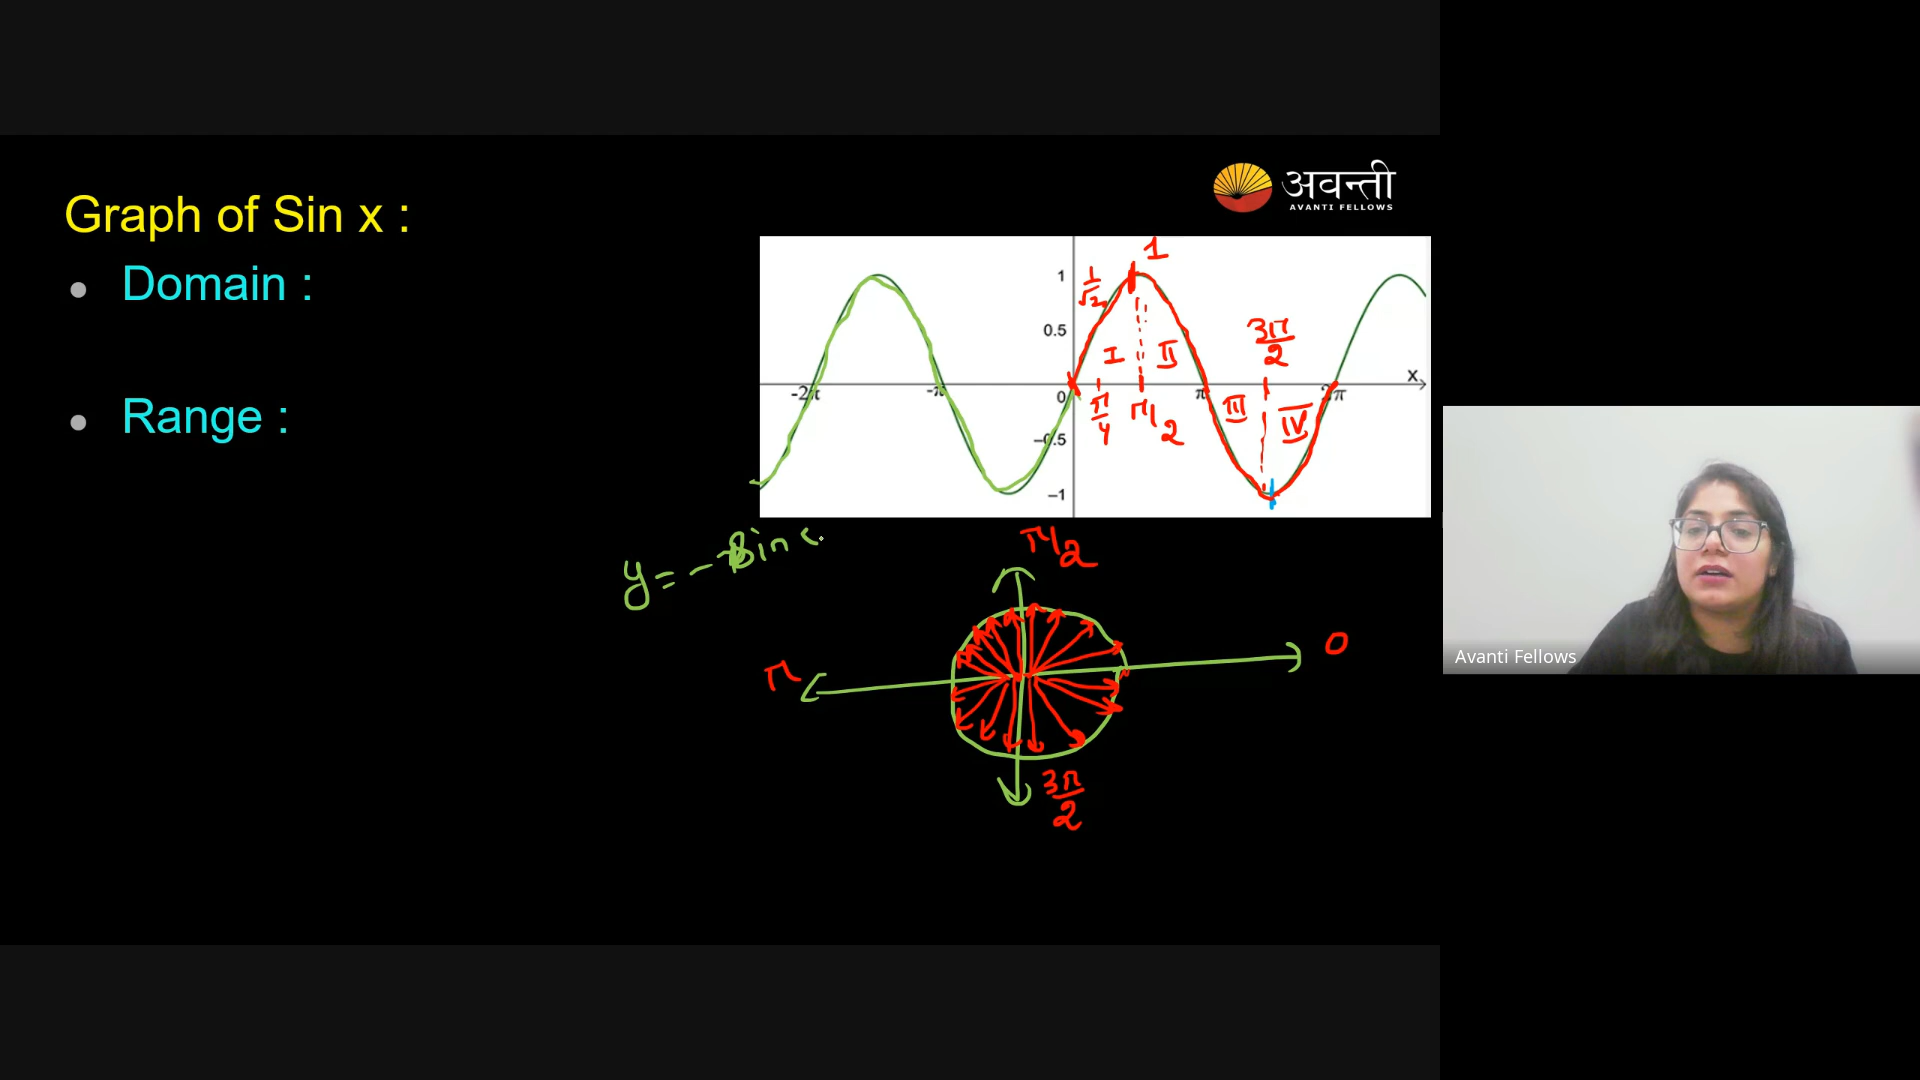 Graph of Sin x :
अवन्ती
AVANTI FELLOWS
Domain :
Range :
1
1
1/√2
0.5
I
II
3π/2
x
-2π
-π
0
π/4
π/2
π
III
IV
2π
−0.5
−1
y = - Sin
π/2
0
π
3π/2
Avanti Fellows